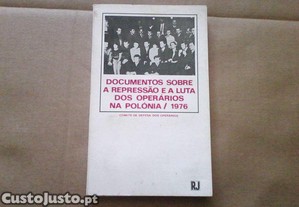 DOCUMENTOS SOBRE
A REPRESSÃO E A LUTA
DOS OPERÁRIOS
NA POLÓNIA / 1976
RJ
CustoJusto.pt